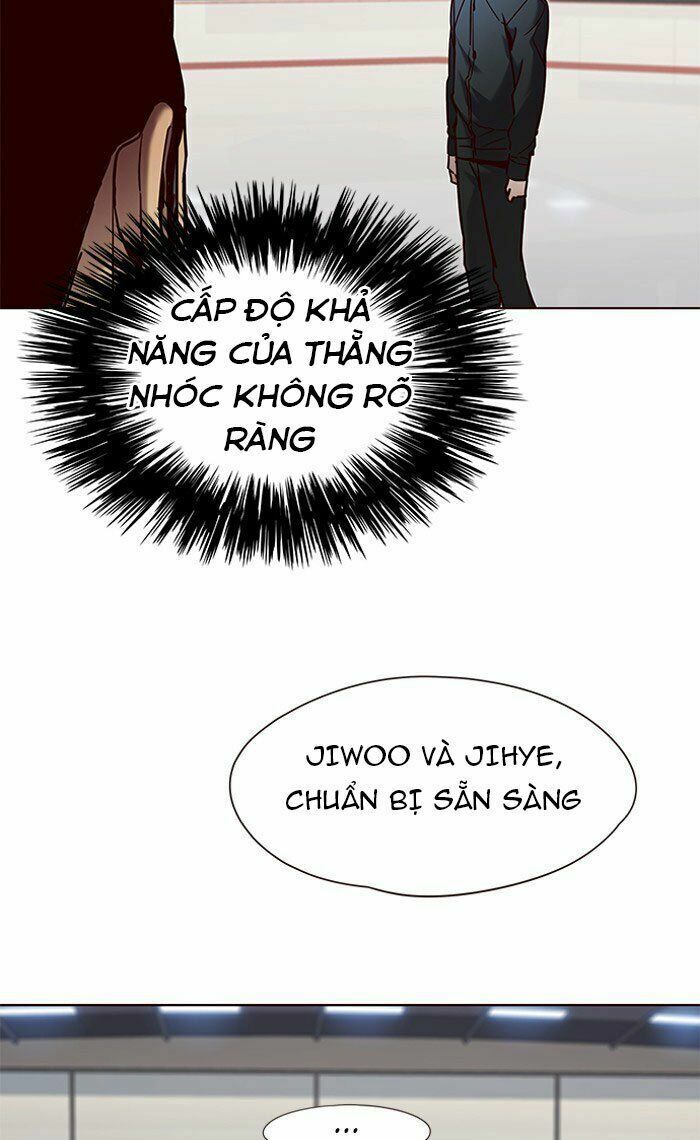 CẤP ĐỘ KHẢ
NĂNG CỦA THẰNG
NHÓC KHÔNG RÕ
RÀNG
JIWOO VÀ JIHYE,
CHUẨN BỊ SẴN SÀNG
...